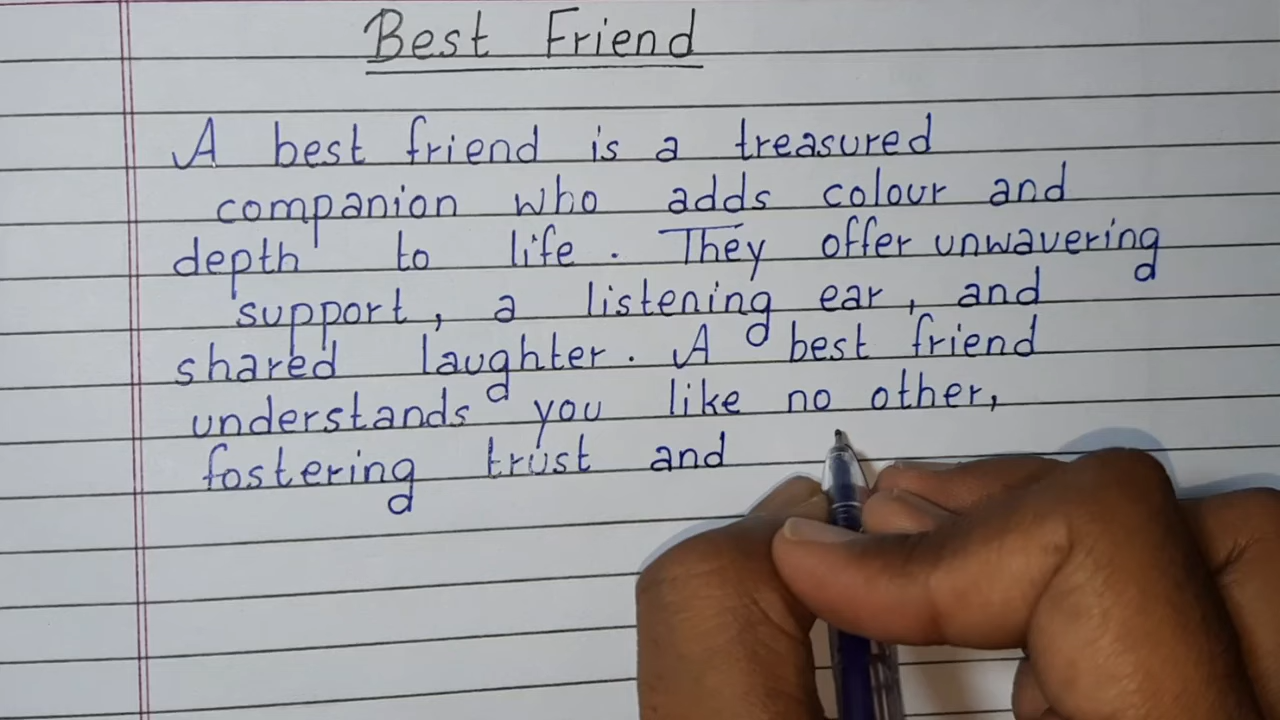 Best Friend
A best friend is a treasured
companion who adds colour and
depth to life. They offer unwavering
support, a listening ear, and
shared laughter. A best friend
understands you like no other,
fostering trust and